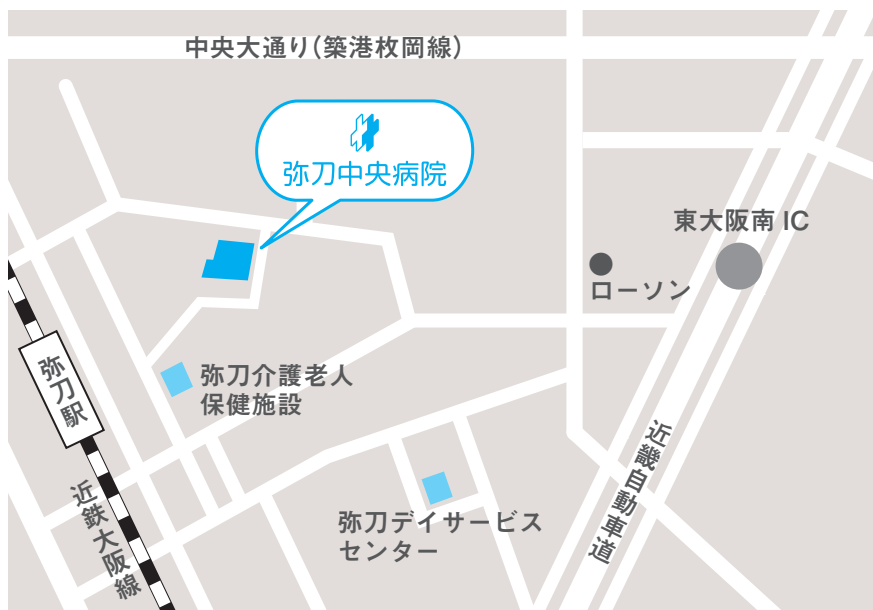 中央大通り(築港枚岡線)
弥刀中央病院
東大阪南 IC
ローソン
弥刀駅
弥刀介護老人
保健施設
近畿自動車道
近鉄大阪線
弥刀デイサービス
センター